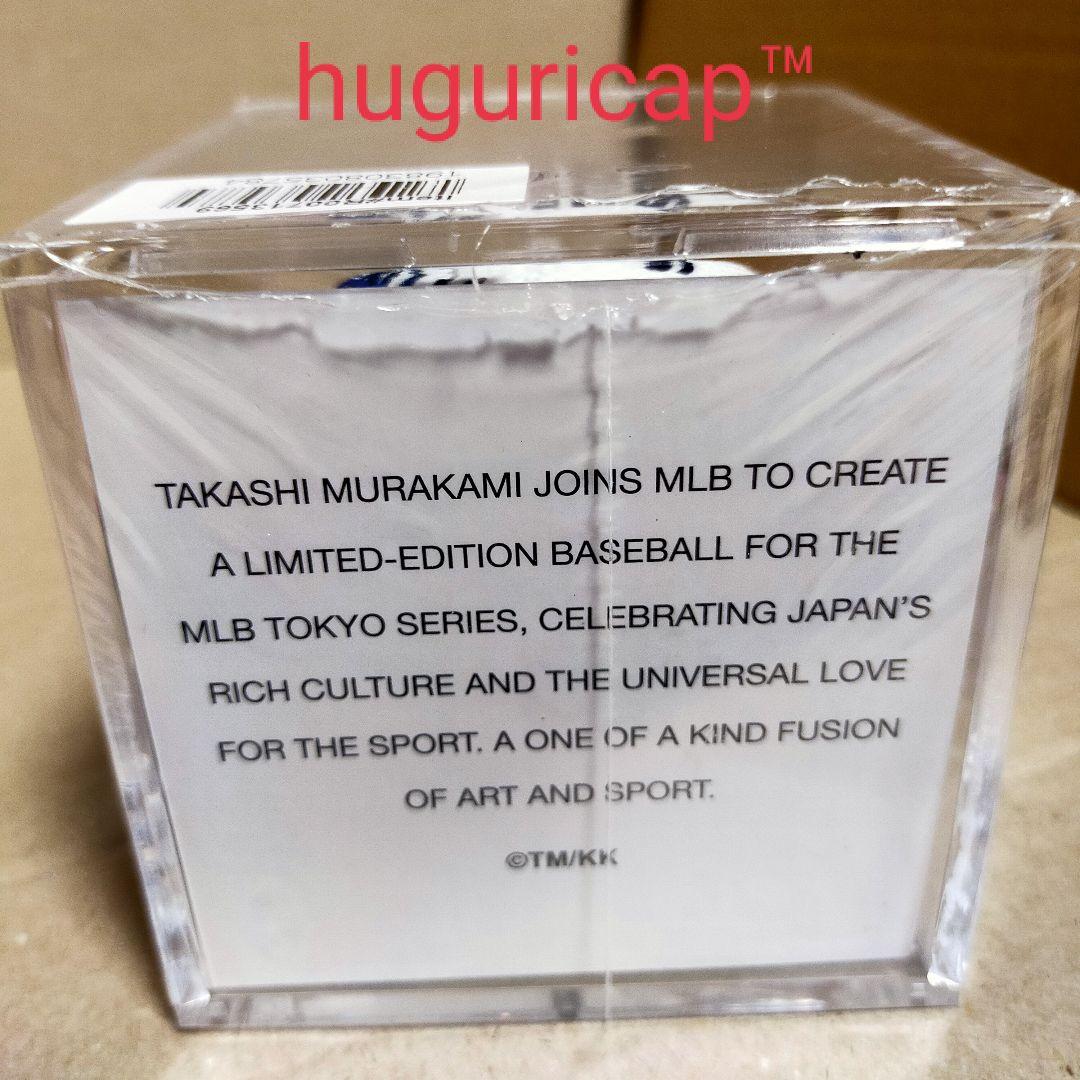 huguricap™
TAKASHI MURAKAMI JOINS MLB TO CREATE
A LIMITED-EDITION BASEBALL FOR THE
MLB TOKYO SERIES, CELEBRATING JAPAN'S
RICH CULTURE AND THE UNIVERSAL LOVE
FOR THE SPORT. A ONE OF A KIND FUSION
OF ART AND SPORT.
©TM/KK